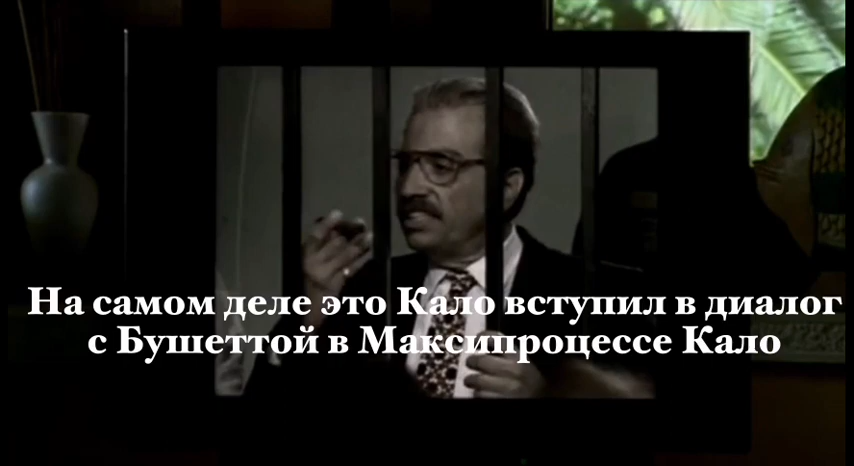 На самом деле это Кало вступил в диалог
с Бушеттой в Максипроцессе Кало